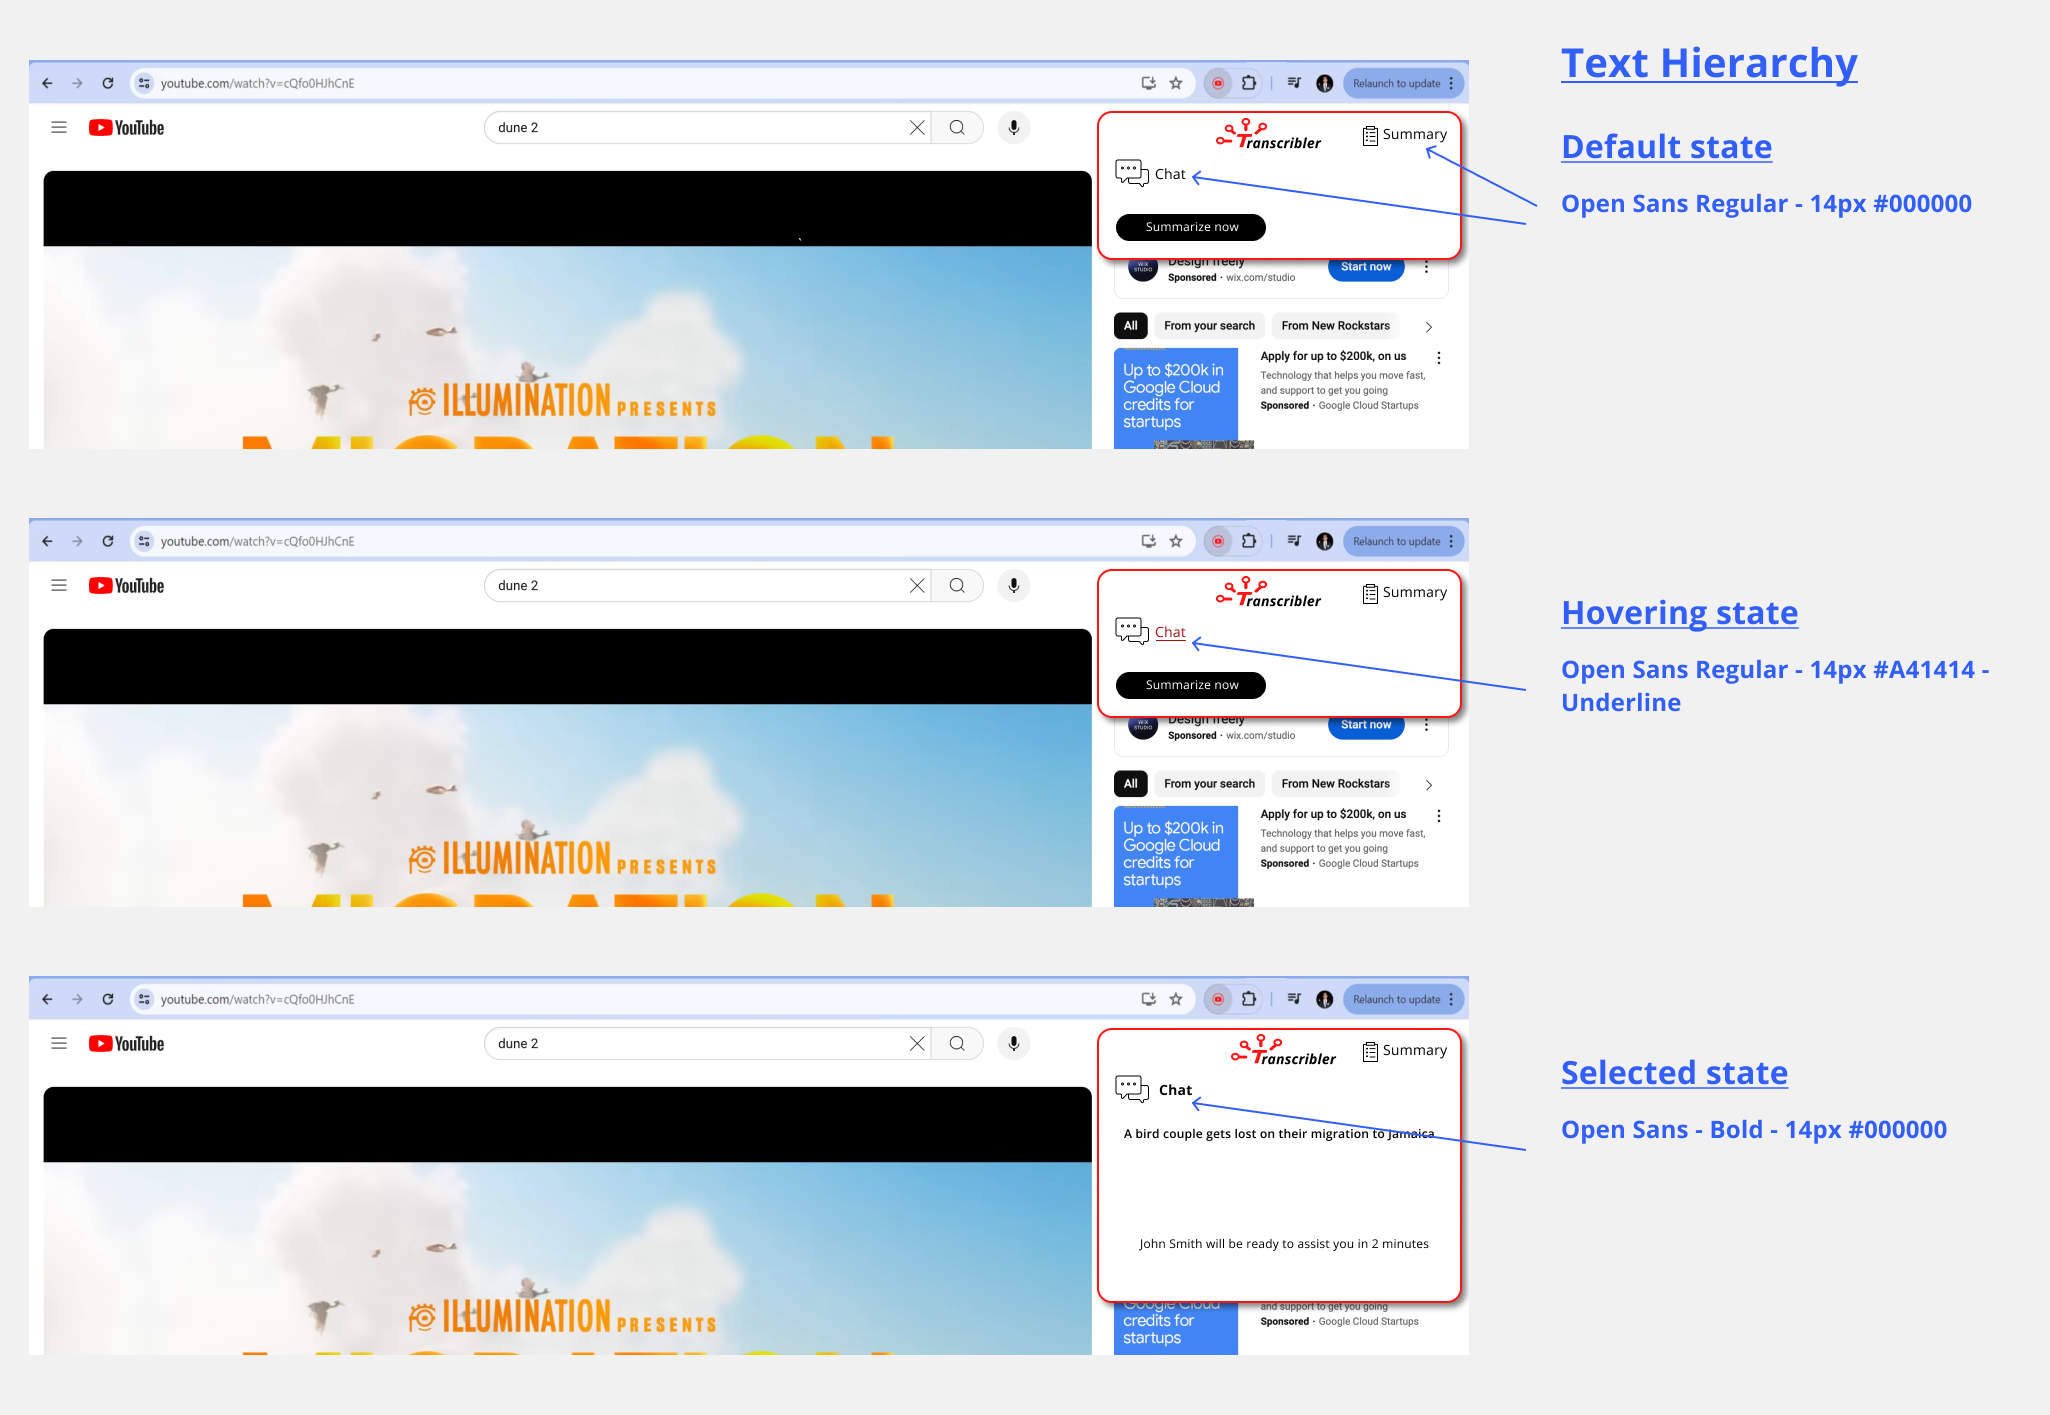 Text Hierarchy
youtube.com/watch?v=cQfo0HJhCnE
Relaunch to update
YouTube
dune 2
Transcribler
Summary
Chat
Summarize now
Default state
Open Sans Regular - 14px #000000
WIX
STUDIO
Design freely
Sponsored · wix.com/studio
Start now
All
From your search
From New Rockstars
Up to $200k in
Google Cloud
credits for
startups
Apply for up to $200k, on us
Technology that helps you move fast,
and support to get you going
Sponsored · Google Cloud Startups
ILLUMINATION PRESENTS
MIGRATION
youtube.com/watch?v=cQfo0HJhCnE
Relaunch to update
YouTube
dune 2
Transcribler
Summary
Chat
Summarize now
Hovering state
Open Sans Regular - 14px #A41414 -
Underline
WIX
STUDIO
Design freely
Sponsored · wix.com/studio
Start now
All
From your search
From New Rockstars
Up to $200k in
Google Cloud
credits for
startups
Apply for up to $200k, on us
Technology that helps you move fast,
and support to get you going
Sponsored · Google Cloud Startups
ILLUMINATION PRESENTS
MIGRATION
youtube.com/watch?v=cQfo0HJhCnE
Relaunch to update
YouTube
dune 2
Transcribler
Summary
Chat
A bird couple gets lost on their migration to Jamaica
John Smith will be ready to assist you in 2 minutes
Selected state
Open Sans - Bold - 14px #000000
Google Cloud
credits for
startups
and support to get you going
Sponsored · Google Cloud Startups
ILLUMINATION PRESENTS